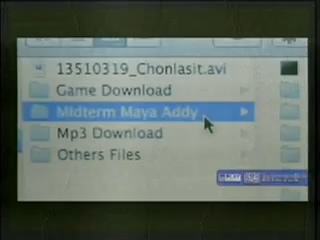 13510319_Chonlasit.avi
Game Download
Midterm Maya Addy
Mp3 Download
Others Files